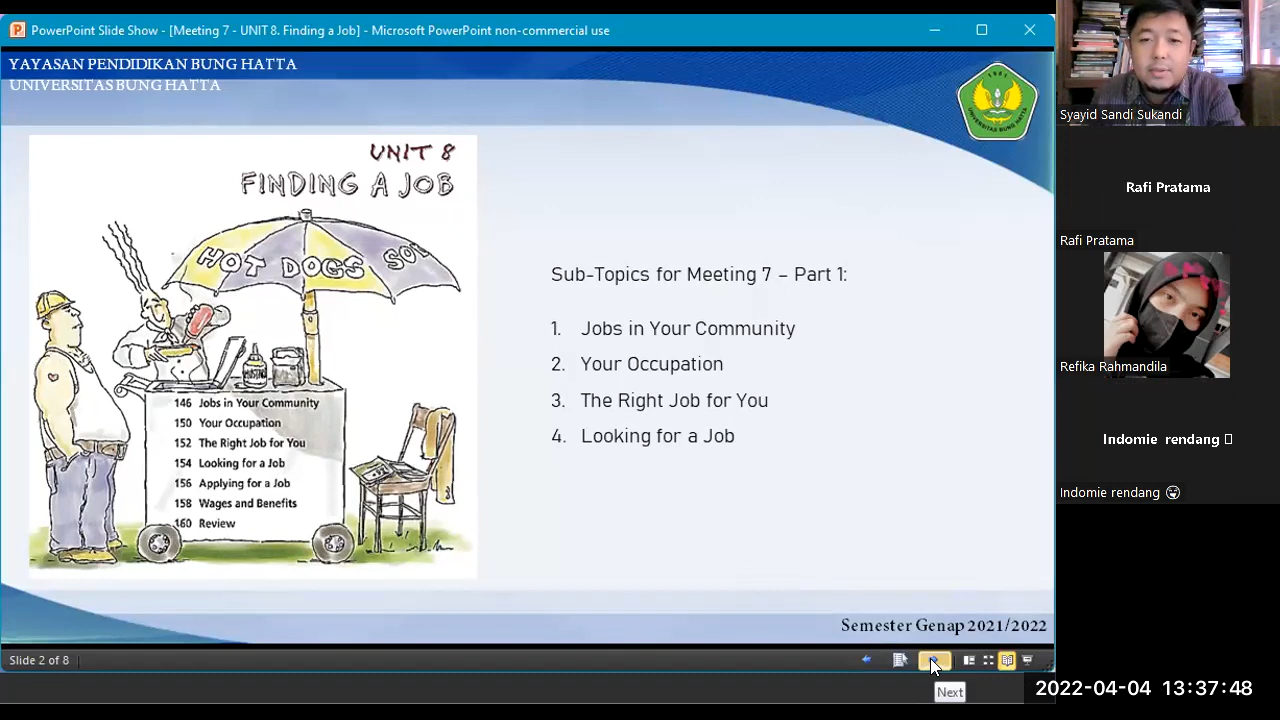 PowerPoint Slide Show - [Meeting 7 - UNIT 8. Finding a Job] - Microsoft PowerPoint non-commercial use
YAYASAN PENDIDIKAN BUNG HATTA
UNIVERSITAS BUNG HATTA
1981
UNIVERSITAS BUNG HATTA
UNIT 8
FINDING A JOB
HOT DOGS SOL
146 Jobs in Your Community
150 Your Occupation
152 The Right Job for You
154 Looking for a Job
156 Applying for a Job
158 Wages and Benefits
160 Review
Sub-Topics for Meeting 7 – Part 1:
1. Jobs in Your Community
2. Your Occupation
3. The Right Job for You
4. Looking for a Job
Semester Genap 2021/2022
Slide 2 of 8
Next
Syayid Sandi Sukandi
Rafi Pratama
Rafi Pratama
Refika Rahmandila
Indomie rendang
Indomie rendang 😜
2022-04-04 13:37:48